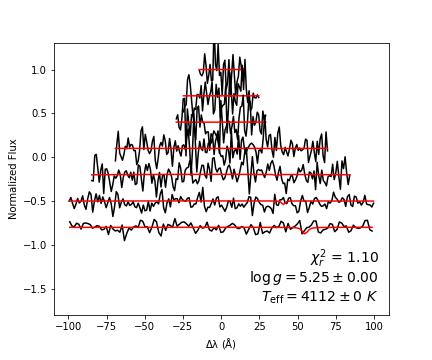 1.0
0.5
0.0
−0.5
−1.0
−1.5
Normalized Flux
χ²ᵣ = 1.10
log g = 5.25 ± 0.00
T_eff = 4112 ± 0 K
−100 −75 −50 −25 0 25 50 75 100
Δλ (Å)